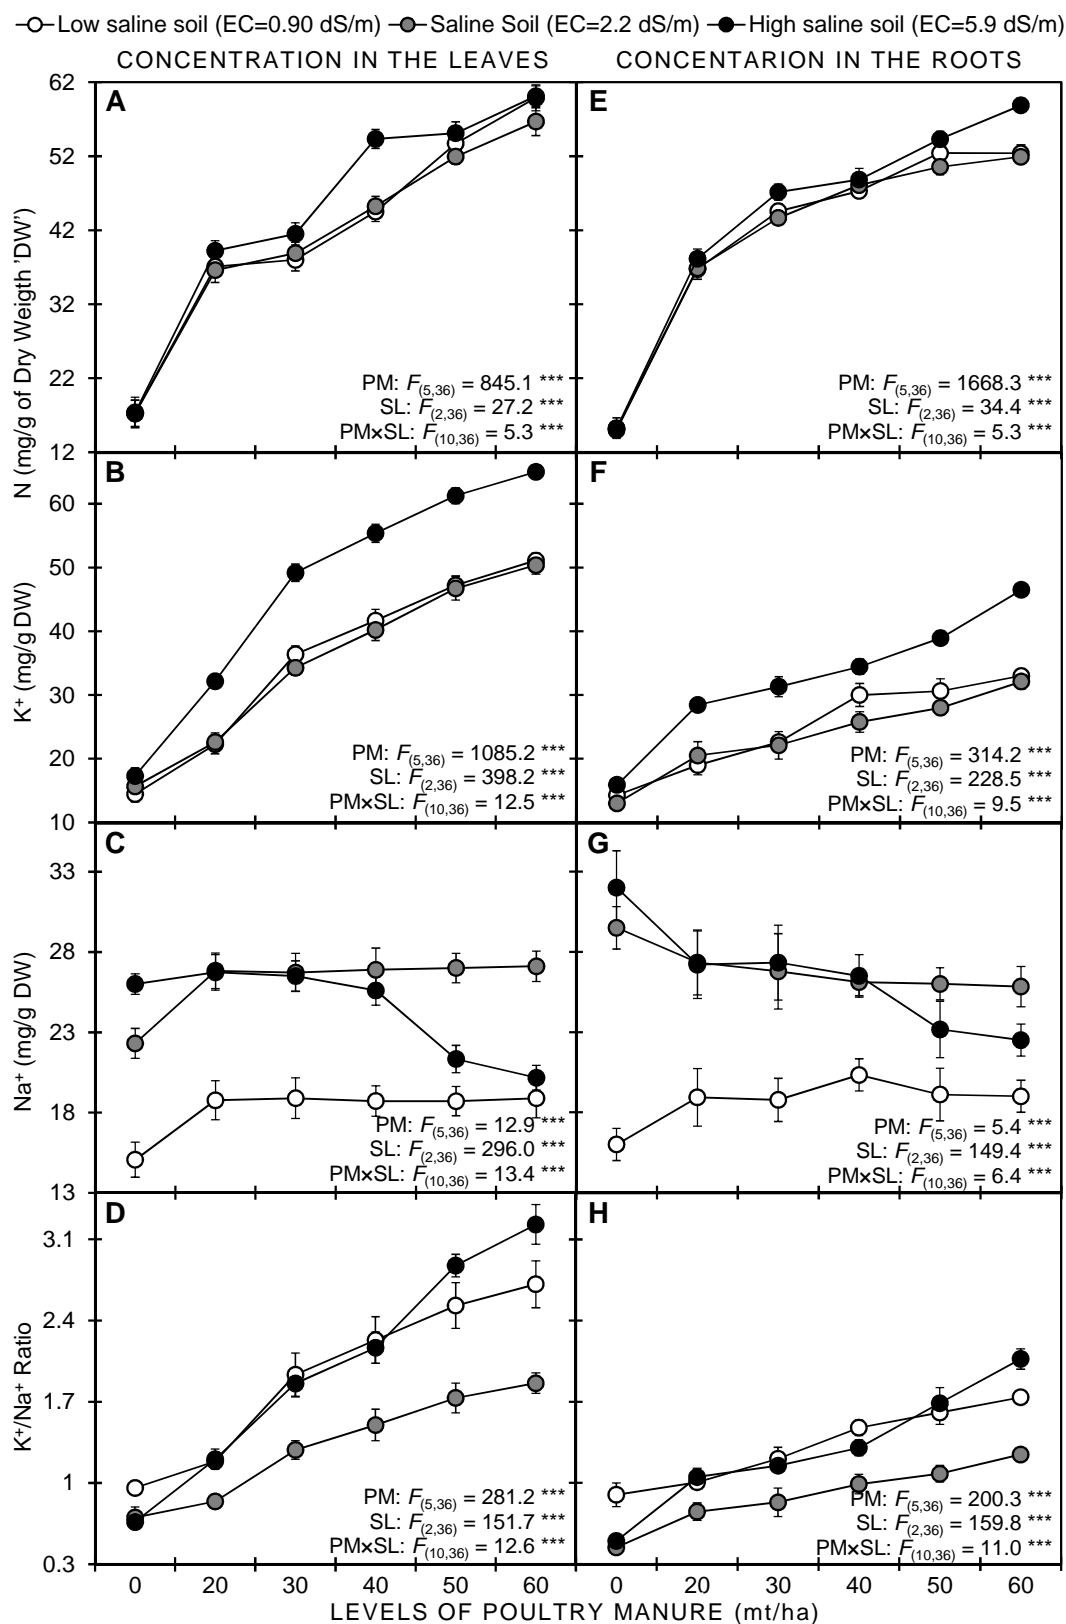 Low saline soil (EC=0.90 dS/m) Saline Soil (EC=2.2 dS/m) High saline soil (EC=5.9 dS/m)
CONCENTRATION IN THE LEAVES CONCENTARION IN THE ROOTS
N (mg/g of Dry Weigth 'DW')
62
52
42
32
22
12
A
PM: F(5,36) = 845.1 ***
SL: F(2,36) = 27.2 ***
PM×SL: F(10,36) = 5.3 ***
E
PM: F(5,36) = 1668.3 ***
SL: F(2,36) = 34.4 ***
PM×SL: F(10,36) = 5.3 ***
K+ (mg/g DW)
60
50
40
30
20
10
B
PM: F(5,36) = 1085.2 ***
SL: F(2,36) = 398.2 ***
PM×SL: F(10,36) = 12.5 ***
F
PM: F(5,36) = 314.2 ***
SL: F(2,36) = 228.5 ***
PM×SL: F(10,36) = 9.5 ***
Na+ (mg/g DW)
33
28
23
18
13
C
PM: F(5,36) = 12.9 ***
SL: F(2,36) = 296.0 ***
PM×SL: F(10,36) = 13.4 ***
G
PM: F(5,36) = 5.4 ***
SL: F(2,36) = 149.4 ***
PM×SL: F(10,36) = 6.4 ***
K+/Na+ Ratio
3.1
2.4
1.7
1
0.3
D
PM: F(5,36) = 281.2 ***
SL: F(2,36) = 151.7 ***
PM×SL: F(10,36) = 12.6 ***
H
PM: F(5,36) = 200.3 ***
SL: F(2,36) = 159.8 ***
PM×SL: F(10,36) = 11.0 ***
0 20 30 40 50 60 0 20 30 40 50 60
LEVELS OF POULTRY MANURE (mt/ha)